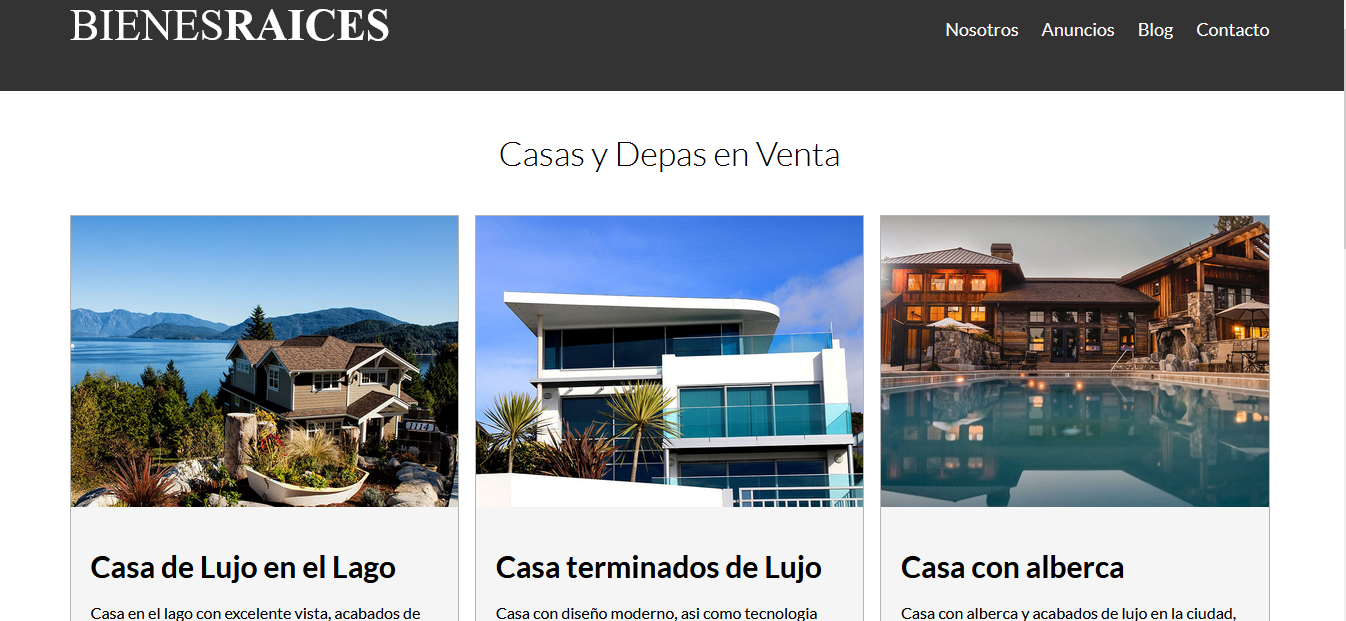 BIENESRAICES
Nosotros Anuncios Blog Contacto
Casas y Depas en Venta
1114
Casa de Lujo en el Lago
Casa en el lago con excelente vista, acabados de
Casa terminados de Lujo
Casa con diseño moderno, asi como tecnologia
Casa con alberca
Casa con alberca y acabados de lujo en la ciudad,